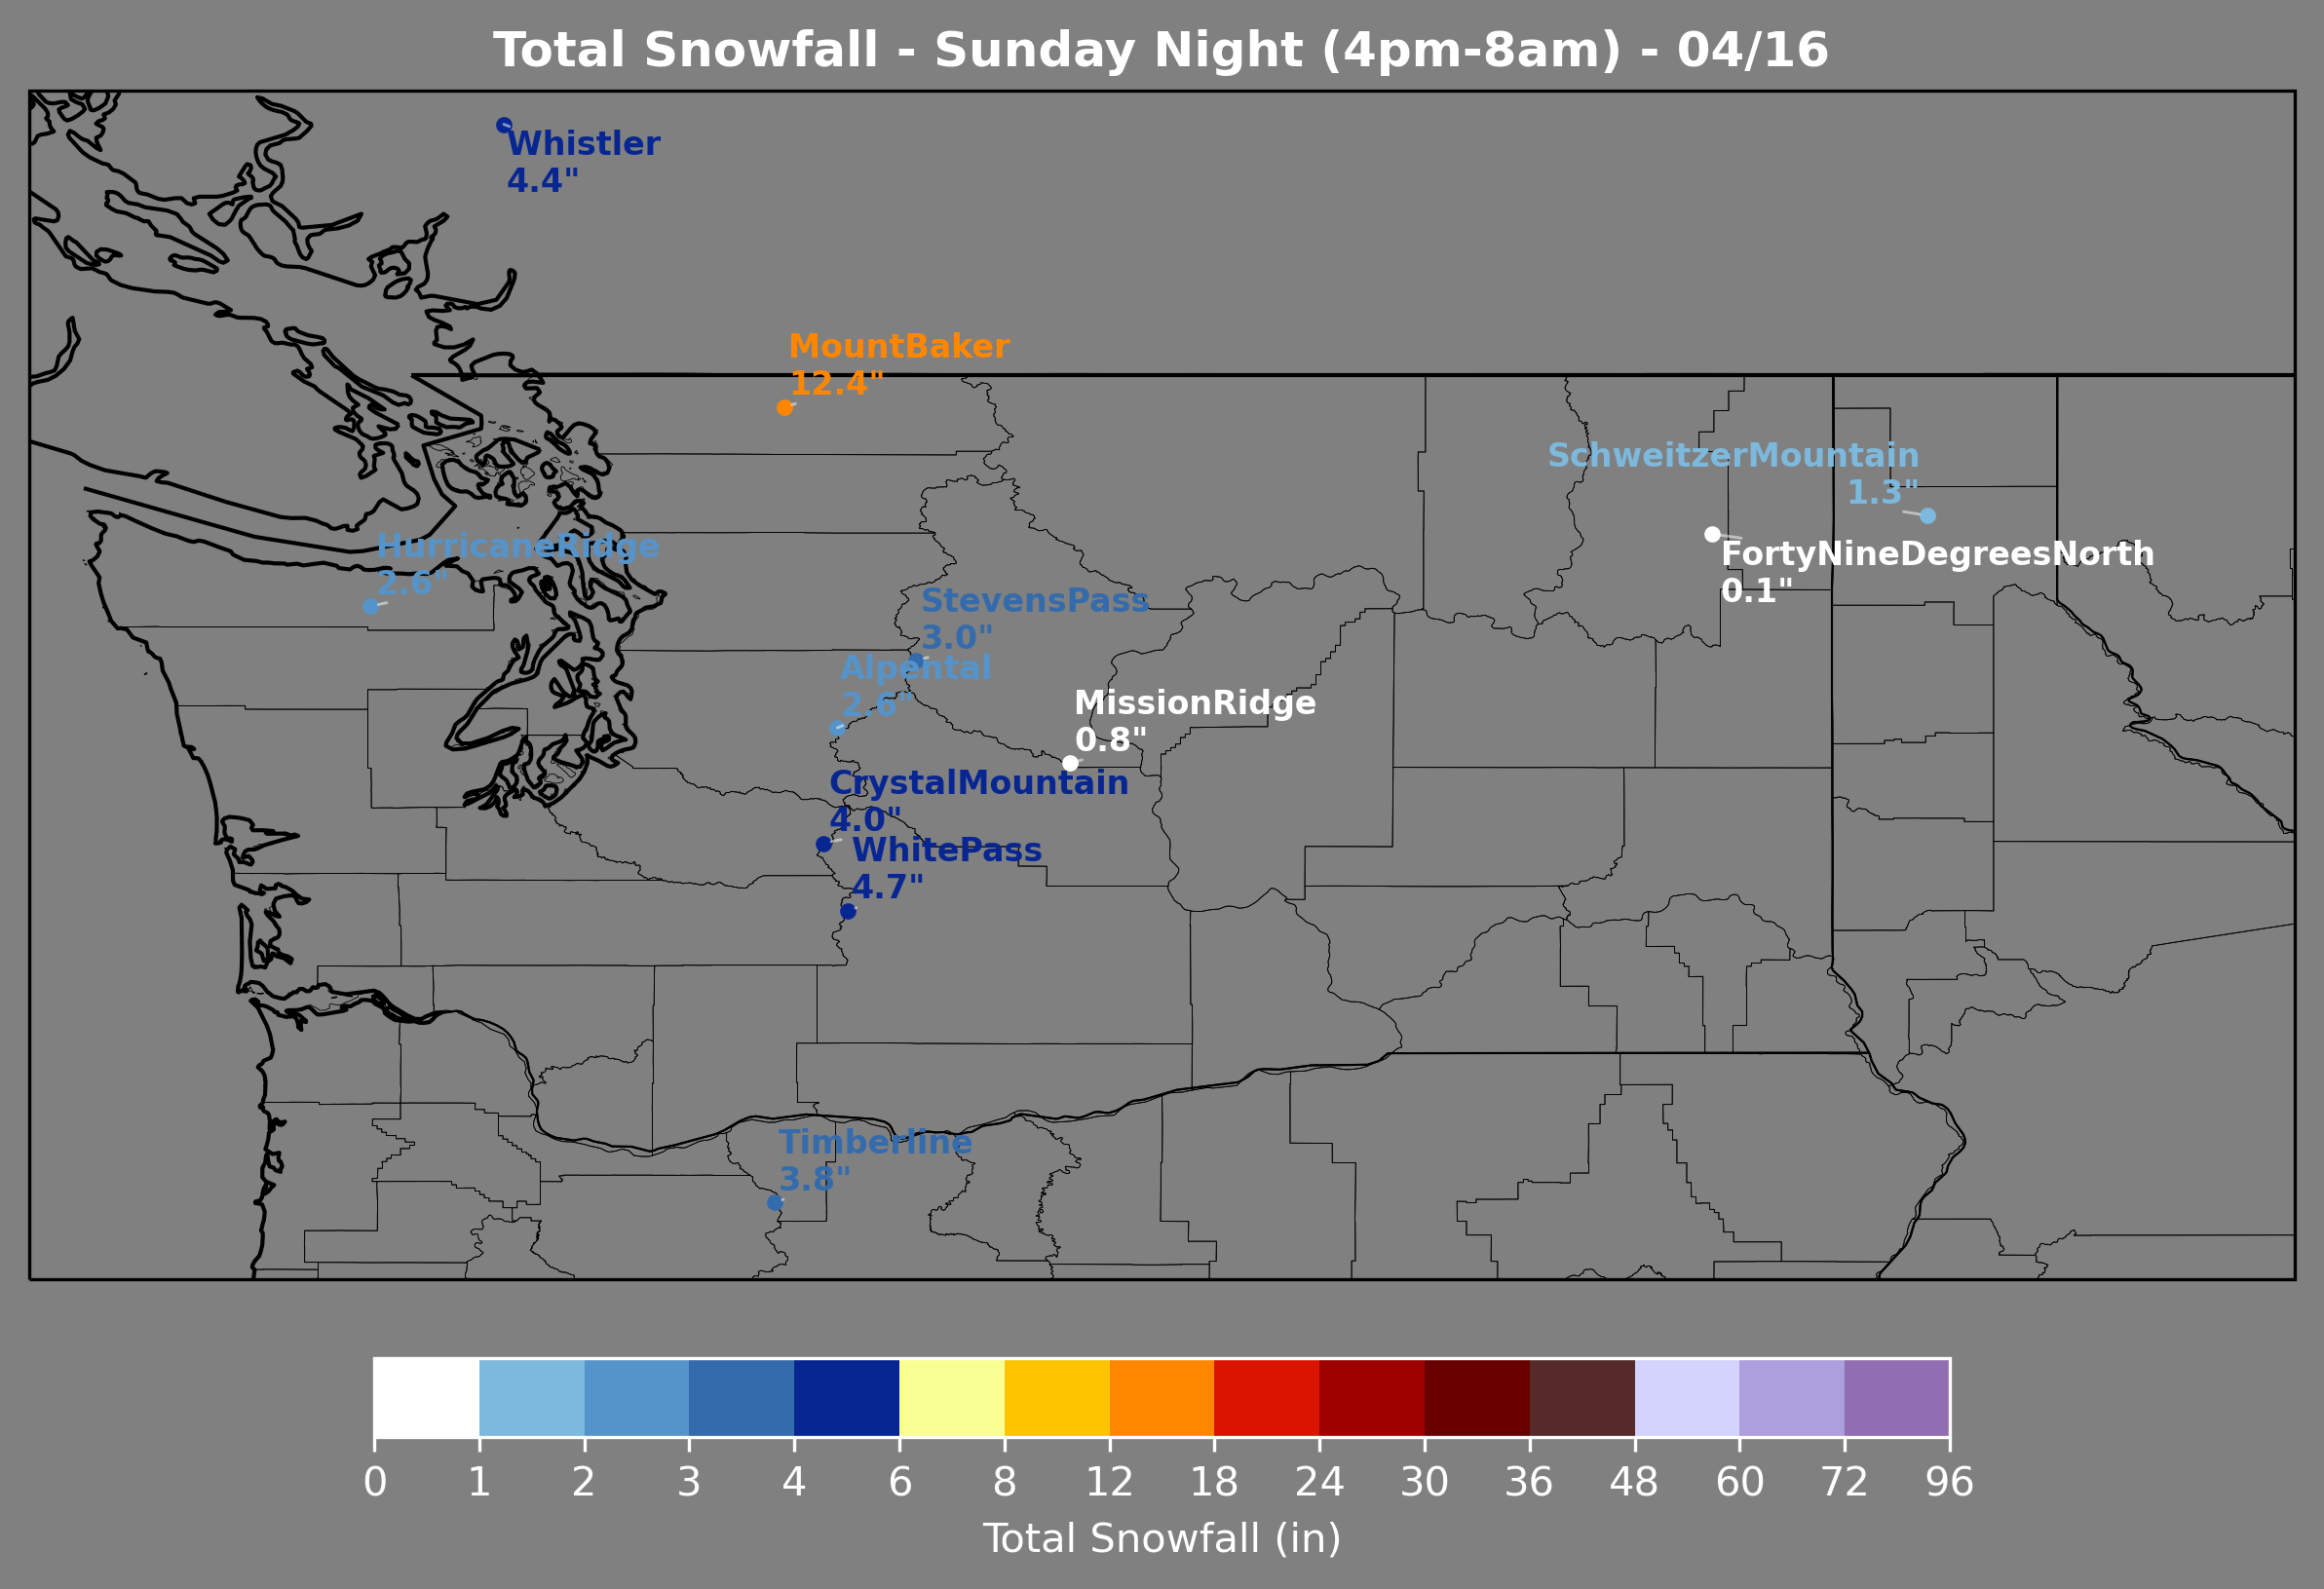 Total Snowfall - Sunday Night (4pm-8am) - 04/16
Whistler
4.4"
MountBaker
12.4"
SchweitzerMountain
1.3"
HurricaneRidge
2.6"
FortyNineDegreesNorth
0.1"
StevensPass
3.0"
Alpental
2.6"
MissionRidge
0.8"
CrystalMountain
4.0"
WhitePass
4.7"
Timberline
3.8"
0 1 2 3 4 6 8 12 18 24 30 36 48 60 72 96
Total Snowfall (in)